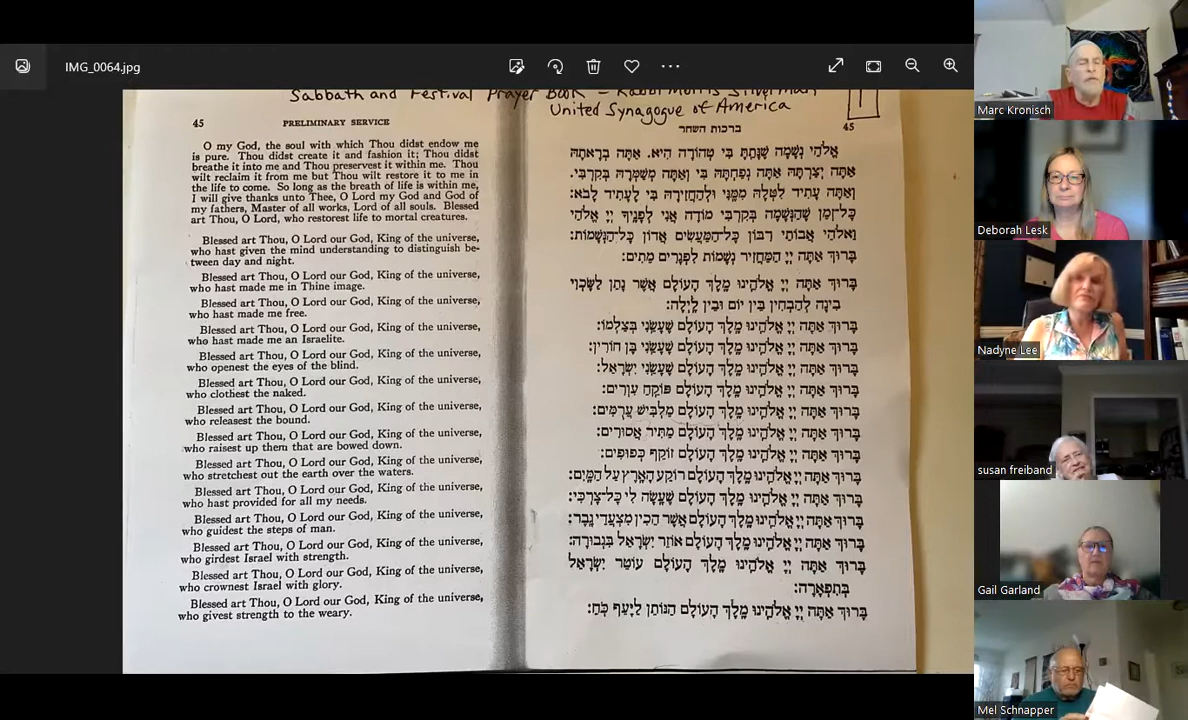 IMG_0064.jpg
Sabbath and Festival Prayer Book - Rabbi Morris Silverman
United Synagogue of America
1
45
PRELIMINARY SERVICE
O my God, the soul with which Thou didst endow me
is pure. Thou didst create it and fashion it; Thou didst
breathe it into me and Thou preservest it within me. Thou
wilt reclaim it from me but Thou wilt restore it to me in
the life to come. So long as the breath of life is within me,
I will give thanks unto Thee, O Lord my God and God of
my fathers, Master of all works, Lord of all souls. Blessed
art Thou, O Lord, who restorest life to mortal creatures.
Blessed art Thou, O Lord our God, King of the universe,
who hast given the mind understanding to distinguish be-
tween day and night.
Blessed art Thou, O Lord our God, King of the universe,
who hast made me in Thine image.
Blessed art Thou, O Lord our God, King of the universe,
who hast made me free.
Blessed art Thou, O Lord our God, King of the universe,
who hast made me an Israelite.
Blessed art Thou, O Lord our God, King of the universe,
who openest the eyes of the blind.
Blessed art Thou, O Lord our God, King of the universe,
who clothest the naked.
Blessed art Thou, O Lord our God, King of the universe,
who releasest the bound.
Blessed art Thou, O Lord our God, King of the universe,
who raisest up them that are bowed down.
Blessed art Thou, O Lord our God, King of the universe,
who stretchest out the earth over the waters.
Blessed art Thou, O Lord our God, King of the universe,
who hast provided for all my needs.
Blessed art Thou, O Lord our God, King of the universe,
who guidest the steps of man.
Blessed art Thou, O Lord our God, King of the universe,
who girdest Israel with strength.
Blessed art Thou, O Lord our God, King of the universe,
who crownest Israel with glory.
Blessed art Thou, O Lord our God, King of the universe,
who givest strength to the weary.
ברכות השחר
45
אֱלֹהַי נְשָׁמָה שֶׁנָּתַתָּ בִּי טְהוֹרָה הִיא. אַתָּה בְרָאתָהּ
אַתָּה יְצַרְתָּהּ אַתָּה נְפַחְתָּהּ בִּי וְאַתָּה מְשַׁמְּרָהּ בְּקִרְבִּי.
וְאַתָּה עָתִיד לִטְּלָהּ מִמֶּנִּי וּלְהַחֲזִירָהּ בִּי לֶעָתִיד לָבֹא:
כָּל־זְמַן שֶׁהַנְּשָׁמָה בְּקִרְבִּי מוֹדֶה אֲנִי לְפָנֶיךָ יְיָ אֱלֹהַי
וֵאלֹהֵי אֲבוֹתַי רִבּוֹן כָּל־הַמַּעֲשִׂים אֲדוֹן כָּל־הַנְּשָׁמוֹת:
בָּרוּךְ אַתָּה יְיָ הַמַּחֲזִיר נְשָׁמוֹת לִפְגָרִים מֵתִים:
בָּרוּךְ אַתָּה יְיָ אֱלֹהֵינוּ מֶלֶךְ הָעוֹלָם אֲשֶׁר נָתַן לַשֶּׂכְוִי
בִינָה לְהַבְחִין בֵּין יוֹם וּבֵין לָיְלָה:
בָּרוּךְ אַתָּה יְיָ אֱלֹהֵינוּ מֶלֶךְ הָעוֹלָם שֶׁעָשַׂנִי בְּצַלְמוֹ:
בָּרוּךְ אַתָּה יְיָ אֱלֹהֵינוּ מֶלֶךְ הָעוֹלָם שֶׁעָשַׂנִי בֶּן חוֹרִין:
בָּרוּךְ אַתָּה יְיָ אֱלֹהֵינוּ מֶלֶךְ הָעוֹלָם שֶׁעָשַׂנִי יִשְׂרָאֵל:
בָּרוּךְ אַתָּה יְיָ אֱלֹהֵינוּ מֶלֶךְ הָעוֹלָם פּוֹקֵחַ עִוְרִים:
בָּרוּךְ אַתָּה יְיָ אֱלֹהֵינוּ מֶלֶךְ הָעוֹלָם מַלְבִּישׁ עֲרֻמִּים:
בָּרוּךְ אַתָּה יְיָ אֱלֹהֵינוּ מֶלֶךְ הָעוֹלָם מַתִּיר אֲסוּרִים:
בָּרוּךְ אַתָּה יְיָ אֱלֹהֵינוּ מֶלֶךְ הָעוֹלָם זוֹקֵף כְּפוּפִים:
בָּרוּךְ אַתָּה יְיָ אֱלֹהֵינוּ מֶלֶךְ הָעוֹלָם רוֹקַע הָאָרֶץ עַל הַמָּיִם:
בָּרוּךְ אַתָּה יְיָ אֱלֹהֵינוּ מֶלֶךְ הָעוֹלָם שֶׁעָשָׂה לִי כָּל־צָרְכִּי:
בָּרוּךְ אַתָּה יְיָ אֱלֹהֵינוּ מֶלֶךְ הָעוֹלָם אֲשֶׁר הֵכִין מִצְעֲדֵי גָבֶר:
בָּרוּךְ אַתָּה יְיָ אֱלֹהֵינוּ מֶלֶךְ הָעוֹלָם אוֹזֵר יִשְׂרָאֵל בִּגְבוּרָה:
בָּרוּךְ אַתָּה יְיָ אֱלֹהֵינוּ מֶלֶךְ הָעוֹלָם עוֹטֵר יִשְׂרָאֵל
בְּתִפְאָרָה:
בָּרוּךְ אַתָּה יְיָ אֱלֹהֵינוּ מֶלֶךְ הָעוֹלָם הַנּוֹתֵן לַיָּעֵף כֹּחַ:
Marc Kronisch
Deborah Lesk
Nadyne Lee
susan freiband
Gail Garland
Mel Schnapper